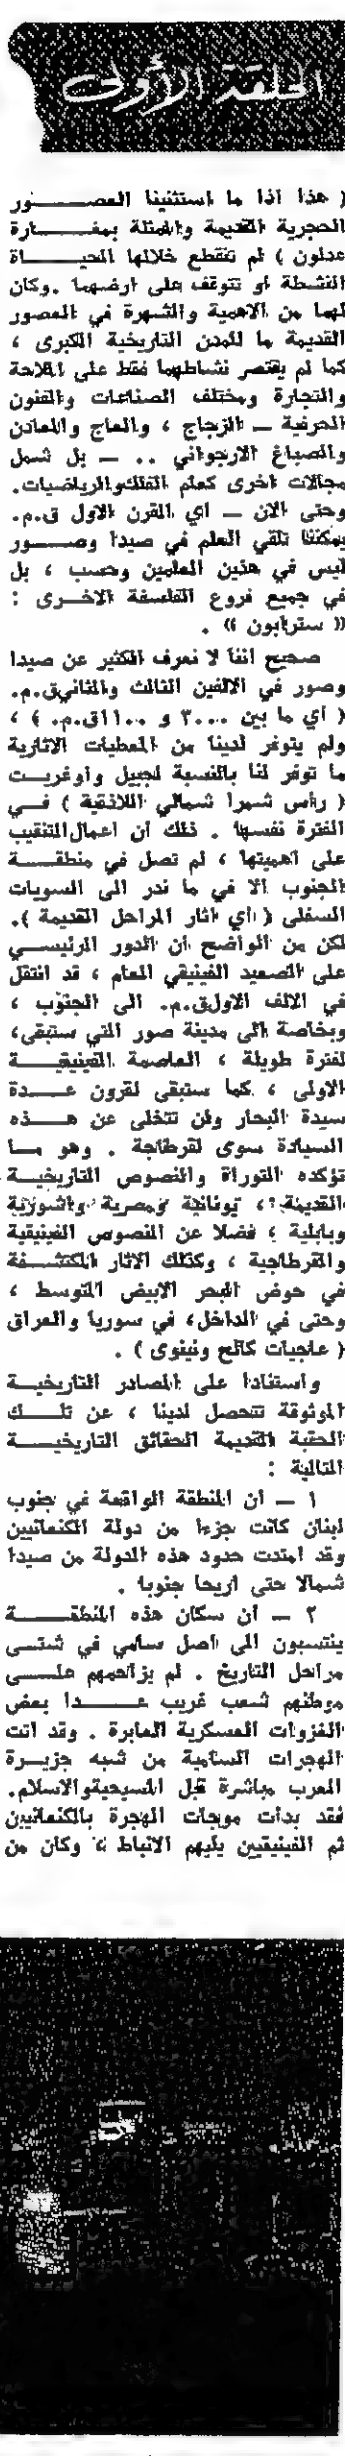 الحلقة الأولى
( هذا اذا ما استثنينا العصور
الحجرية القديمة والممثلة بمغارة
عدلون ) لم تنقطع خلالها الحياة
النشطة او تتوقف على ارضهما . وكان
لهما من الاهمية والشهرة في العصور
القديمة ما للمدن التاريخية الكبرى ،
كما لم يقتصر نشاطهما فقط على الملاحة
والتجارة ومختلف الصناعات والفنون
الحرفية ــ الزجاج ، والعاج والمعادن
والصباغ الارجواني .. ــ بل شمل
مجالات اخرى كعلم الفلك والرياضيات.
وحتى الان ــ اي القرن الاول ق.م.
يمكننا تلقي العلم في صيدا وصور
ليس في هذين العلمين وحسب ، بل
في جميع فروع الفلسفة الاخرى :
« سترابون » .
صحيح اننا لا نعرف الكثير عن صيدا
وصور في الالفين الثالث والثاني ق.م.
( اي ما بين ٣٠٠٠ و ١١٠٠ ق.م. ) ،
ولم يتوفر لدينا من المعطيات الاثارية
ما توفر لنا بالنسبة لجبيل واوغريت
( رأس شمرا شمالي اللاذقية ) في
الفترة نفسها . ذلك ان اعمال التنقيب
على اهميتها ، لم تصل في منطقة
الجنوب الا في ما ندر الى السويات
السفلى ( اي اثار المراحل القديمة ).
لكن من الواضح ان الدور الرئيسي
على الصعيد الفينيقي العام ، قد انتقل
في الالف الاول ق.م. الى الجنوب ،
وبخاصة الى مدينة صور التي ستبقى،
لفترة طويلة ، العاصمة الفينيقية
الاولى ، كما ستبقى لقرون عدة
سيدة البحار ولن تتخلى عن هذه
السيادة سوى لقرطاجة . وهو ما
تؤكده التوراة والنصوص التاريخية
القديمة ، يونانية ومصرية واشورية
وبابلية ؛ فضلا عن النصوص الفينيقية
والقرطاجية ، وكذلك الاثار المكتشفة
في حوض البحر الابيض المتوسط ،
وحتى في الداخل، في سوريا والعراق
( عاجيات كالح ونينوى ) .
واستنادا على المصادر التاريخية
الموثوقة تتحصل لدينا ، عن تلك
الحقبة القديمة الحقائق التاريخية
التالية :
١ ــ ان المنطقة الواقعة في جنوب
لبنان كانت جزءا من دولة الكنعانيين
وقد امتدت حدود هذه الدولة من صيدا
شمالا حتى اريحا جنوبا .
٢ ــ ان سكان هذه المنطقة
ينتسبون الى اصل سامي في شتى
مراحل التاريخ . لم يزاحمهم على
موطنهم شعب غريب عدا بعض
الغزوات العسكرية العابرة . وقد اتت
الهجرات السامية من شبه جزيرة
العرب مباشرة قبل المسيحية والاسلام.
فقد بدات موجات الهجرة بالكنعانيين
ثم الفينيقيين يليهم الانباط ، وكان من